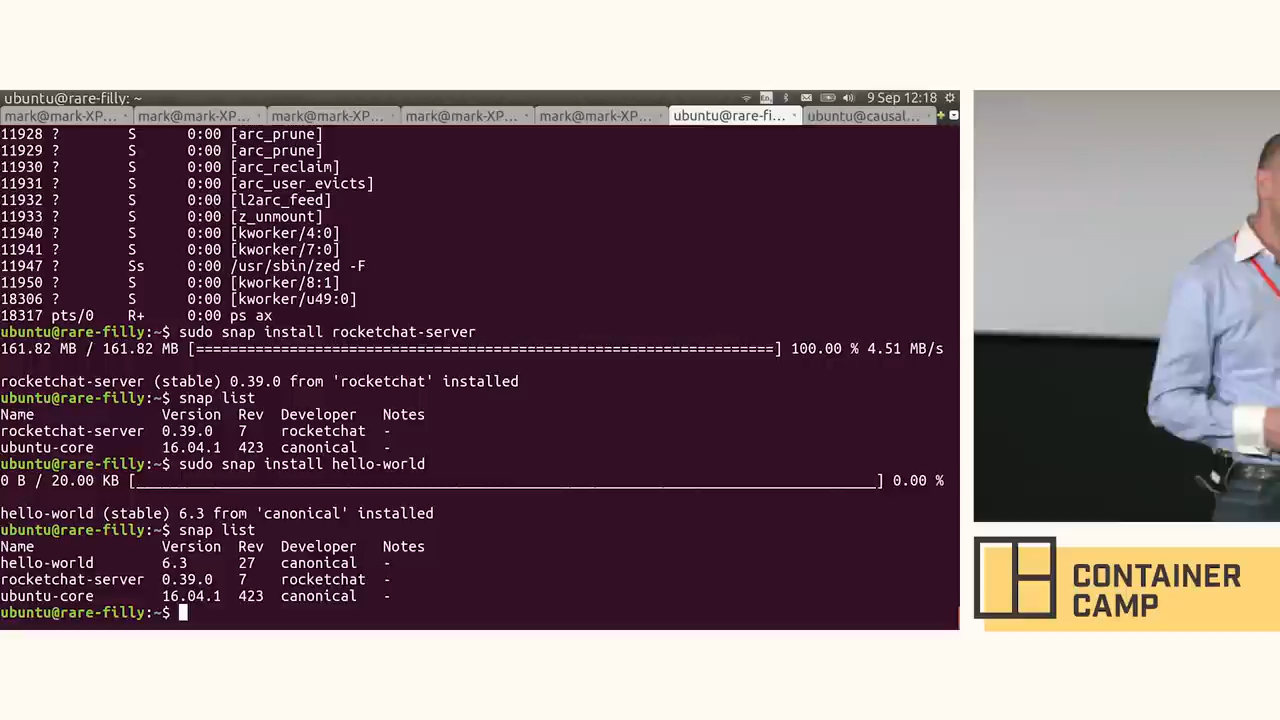 ubuntu@rare-filly: ~
9 Sep 12:18
mark@mark-XP...
mark@mark-XP...
mark@mark-XP...
mark@mark-XP...
mark@mark-XP...
ubuntu@rare-fi...
ubuntu@causal...
11928 ? S 0:00 [arc_prune]
11929 ? S 0:00 [arc_prune]
11930 ? S 0:00 [arc_reclaim]
11931 ? S 0:00 [arc_user_evicts]
11932 ? S 0:00 [l2arc_feed]
11933 ? S 0:00 [z_unmount]
11940 ? S 0:00 [kworker/4:0]
11941 ? S 0:00 [kworker/7:0]
11947 ? Ss 0:00 /usr/sbin/zed -F
11950 ? S 0:00 [kworker/8:1]
18306 ? S 0:00 [kworker/u49:0]
18317 pts/0 R+ 0:00 ps ax
ubuntu@rare-filly:~$ sudo snap install rocketchat-server
161.82 MB / 161.82 MB [====================================================================] 100.00 % 4.51 MB/s
rocketchat-server (stable) 0.39.0 from 'rocketchat' installed
ubuntu@rare-filly:~$ snap list
Name Version Rev Developer Notes
rocketchat-server 0.39.0 7 rocketchat -
ubuntu-core 16.04.1 423 canonical -
ubuntu@rare-filly:~$ sudo snap install hello-world
0 B / 20.00 KB [________________________________________________________________________________________] 0.00 %
hello-world (stable) 6.3 from 'canonical' installed
ubuntu@rare-filly:~$ snap list
Name Version Rev Developer Notes
hello-world 6.3 27 canonical -
rocketchat-server 0.39.0 7 rocketchat -
ubuntu-core 16.04.1 423 canonical -
ubuntu@rare-filly:~$
CONTAINER
CAMP